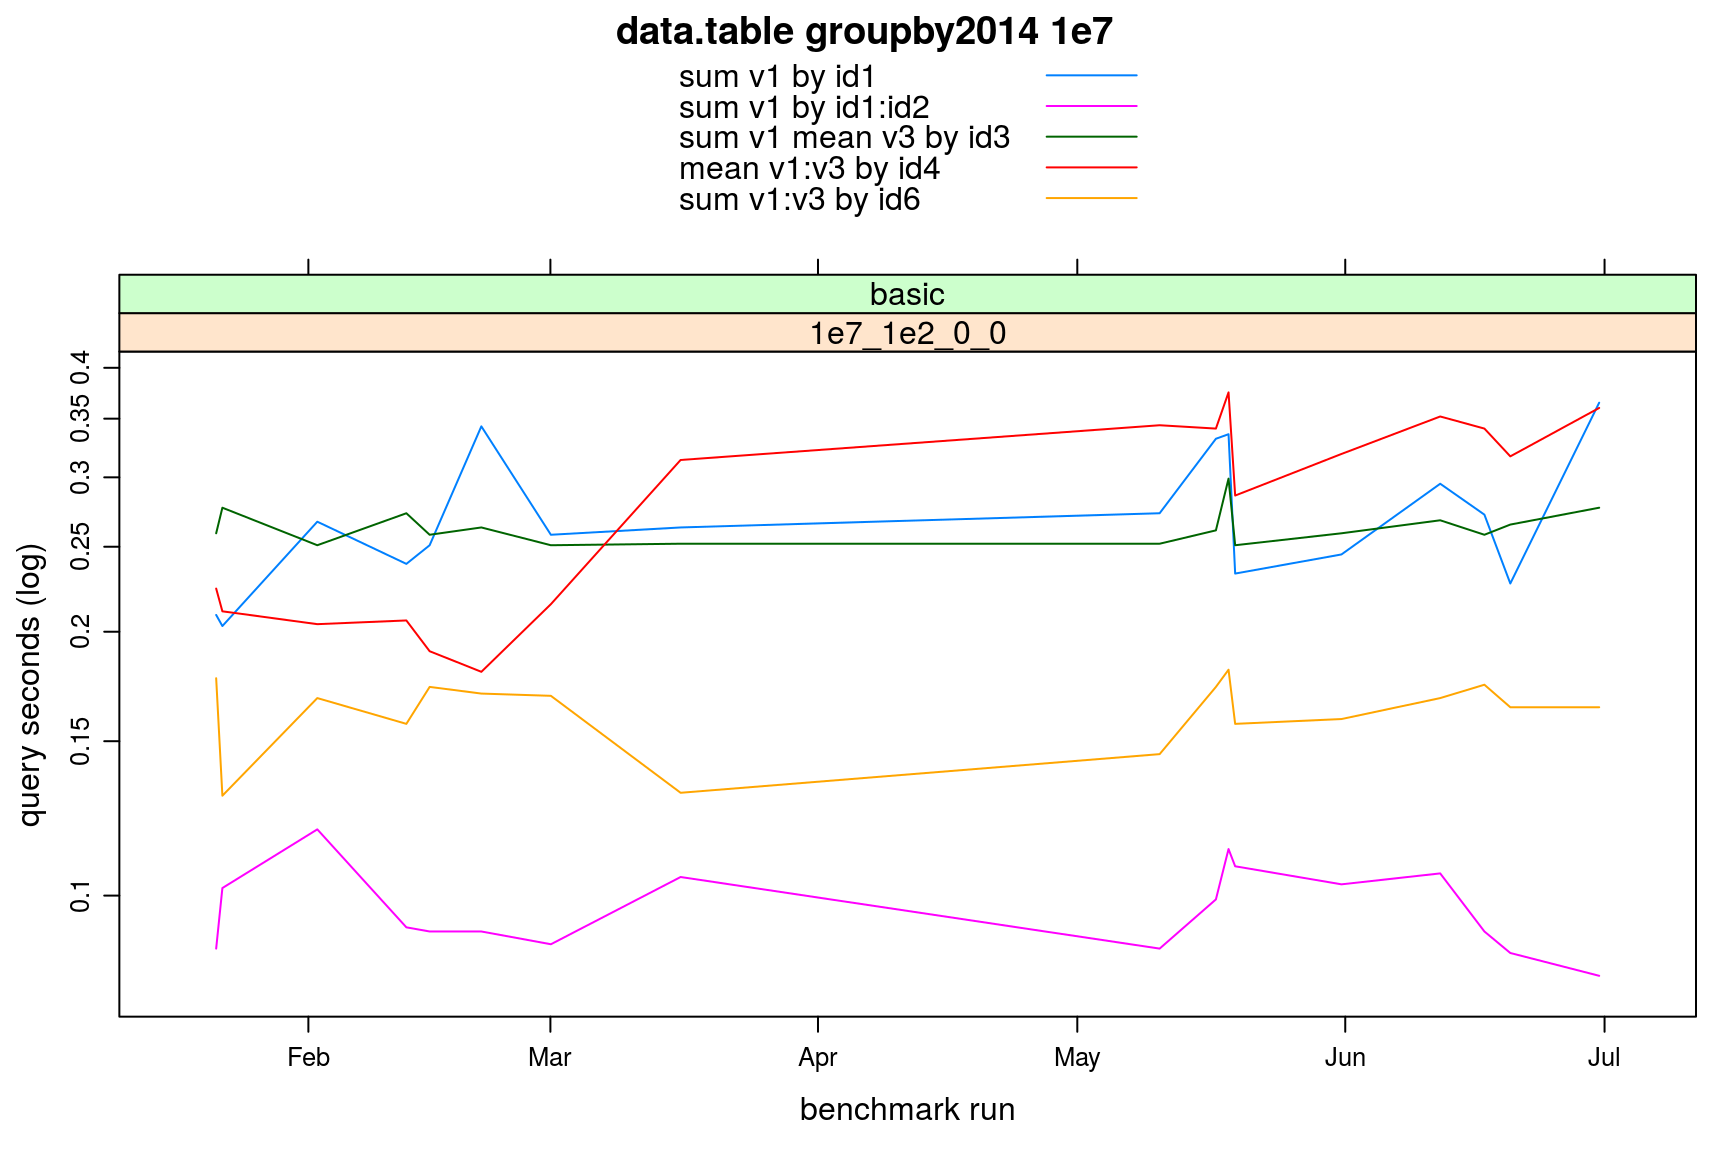 data.table groupby2014 1e7
sum v1 by id1
sum v1 by id1:id2
sum v1 mean v3 by id3
mean v1:v3 by id4
sum v1:v3 by id6
basic
1e7_1e2_0_0
query seconds (log)
0.4
0.35
0.3
0.25
0.2
0.15
0.1
Feb Mar Apr May Jun Jul
benchmark run